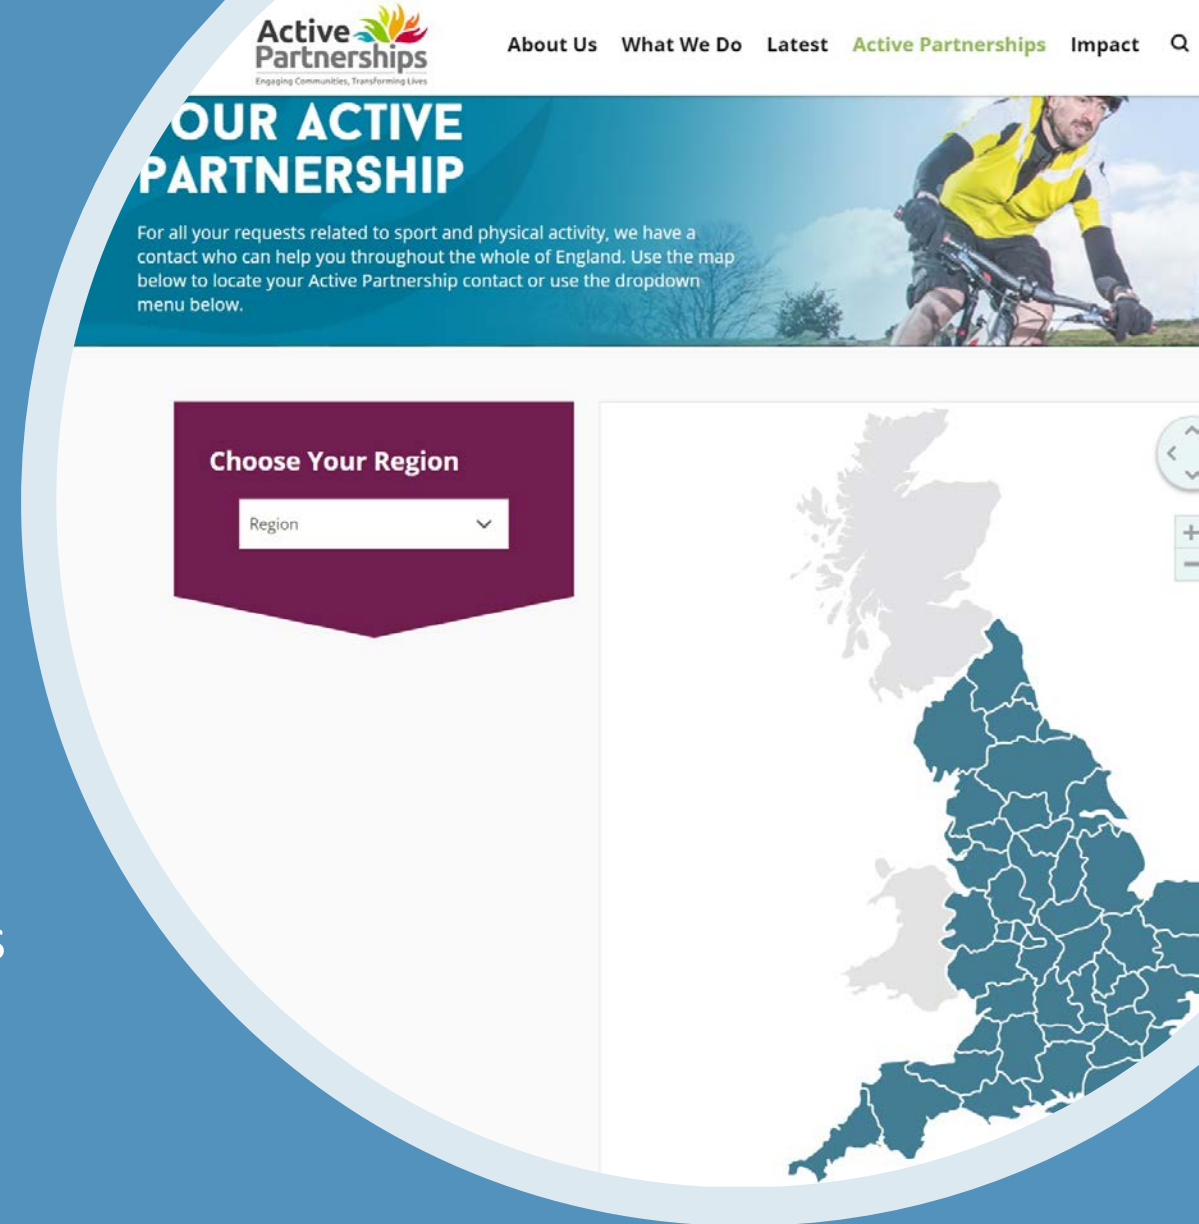 Active
Partnerships
Engaging Communities, Transforming Lives
About Us What We Do Latest Active Partnerships Impact
OUR ACTIVE
PARTNERSHIP
For all your requests related to sport and physical activity, we have a
contact who can help you throughout the whole of England. Use the map
below to locate your Active Partnership contact or use the dropdown
menu below.
Choose Your Region
Region
s